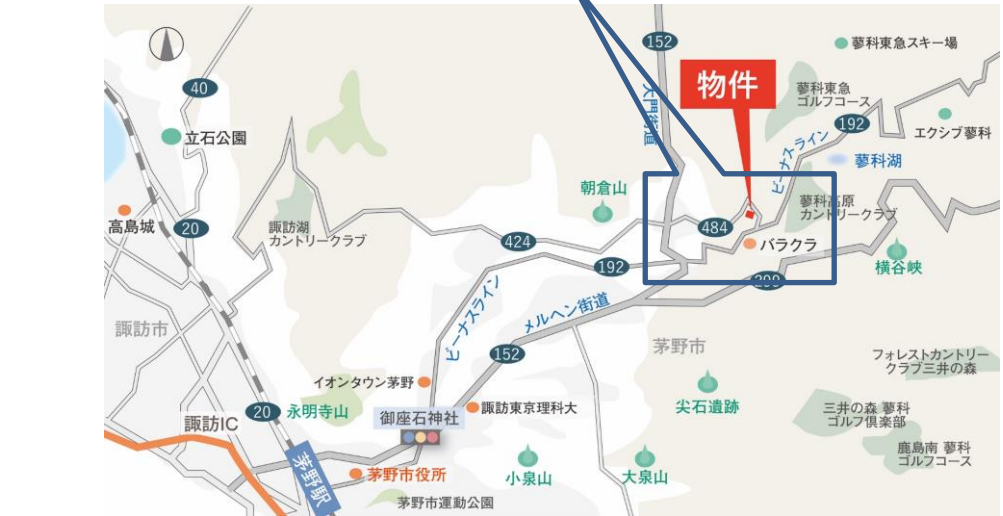 152
蓼科東急スキー場
物件
40
蓼科東急
ゴルフコース
大門街道
192
エクシブ蓼科
立石公園
ビーナスライン
蓼科湖
朝倉山
高島城
20
諏訪湖
カントリークラブ
蓼科高原
カントリークラブ
484
424
バラクラ
192
横谷峡
299
ビーナスライン
メルヘン街道
諏訪市
茅野市
152
フォレストカントリー
クラブ三井の森
イオンタウン茅野
20
永明寺山
諏訪東京理科大
尖石遺跡
御座石神社
三井の森 蓼科
ゴルフ倶楽部
諏訪IC
鹿島南 蓼科
ゴルフコース
茅野駅
茅野市役所
小泉山
大泉山
茅野市運動公園